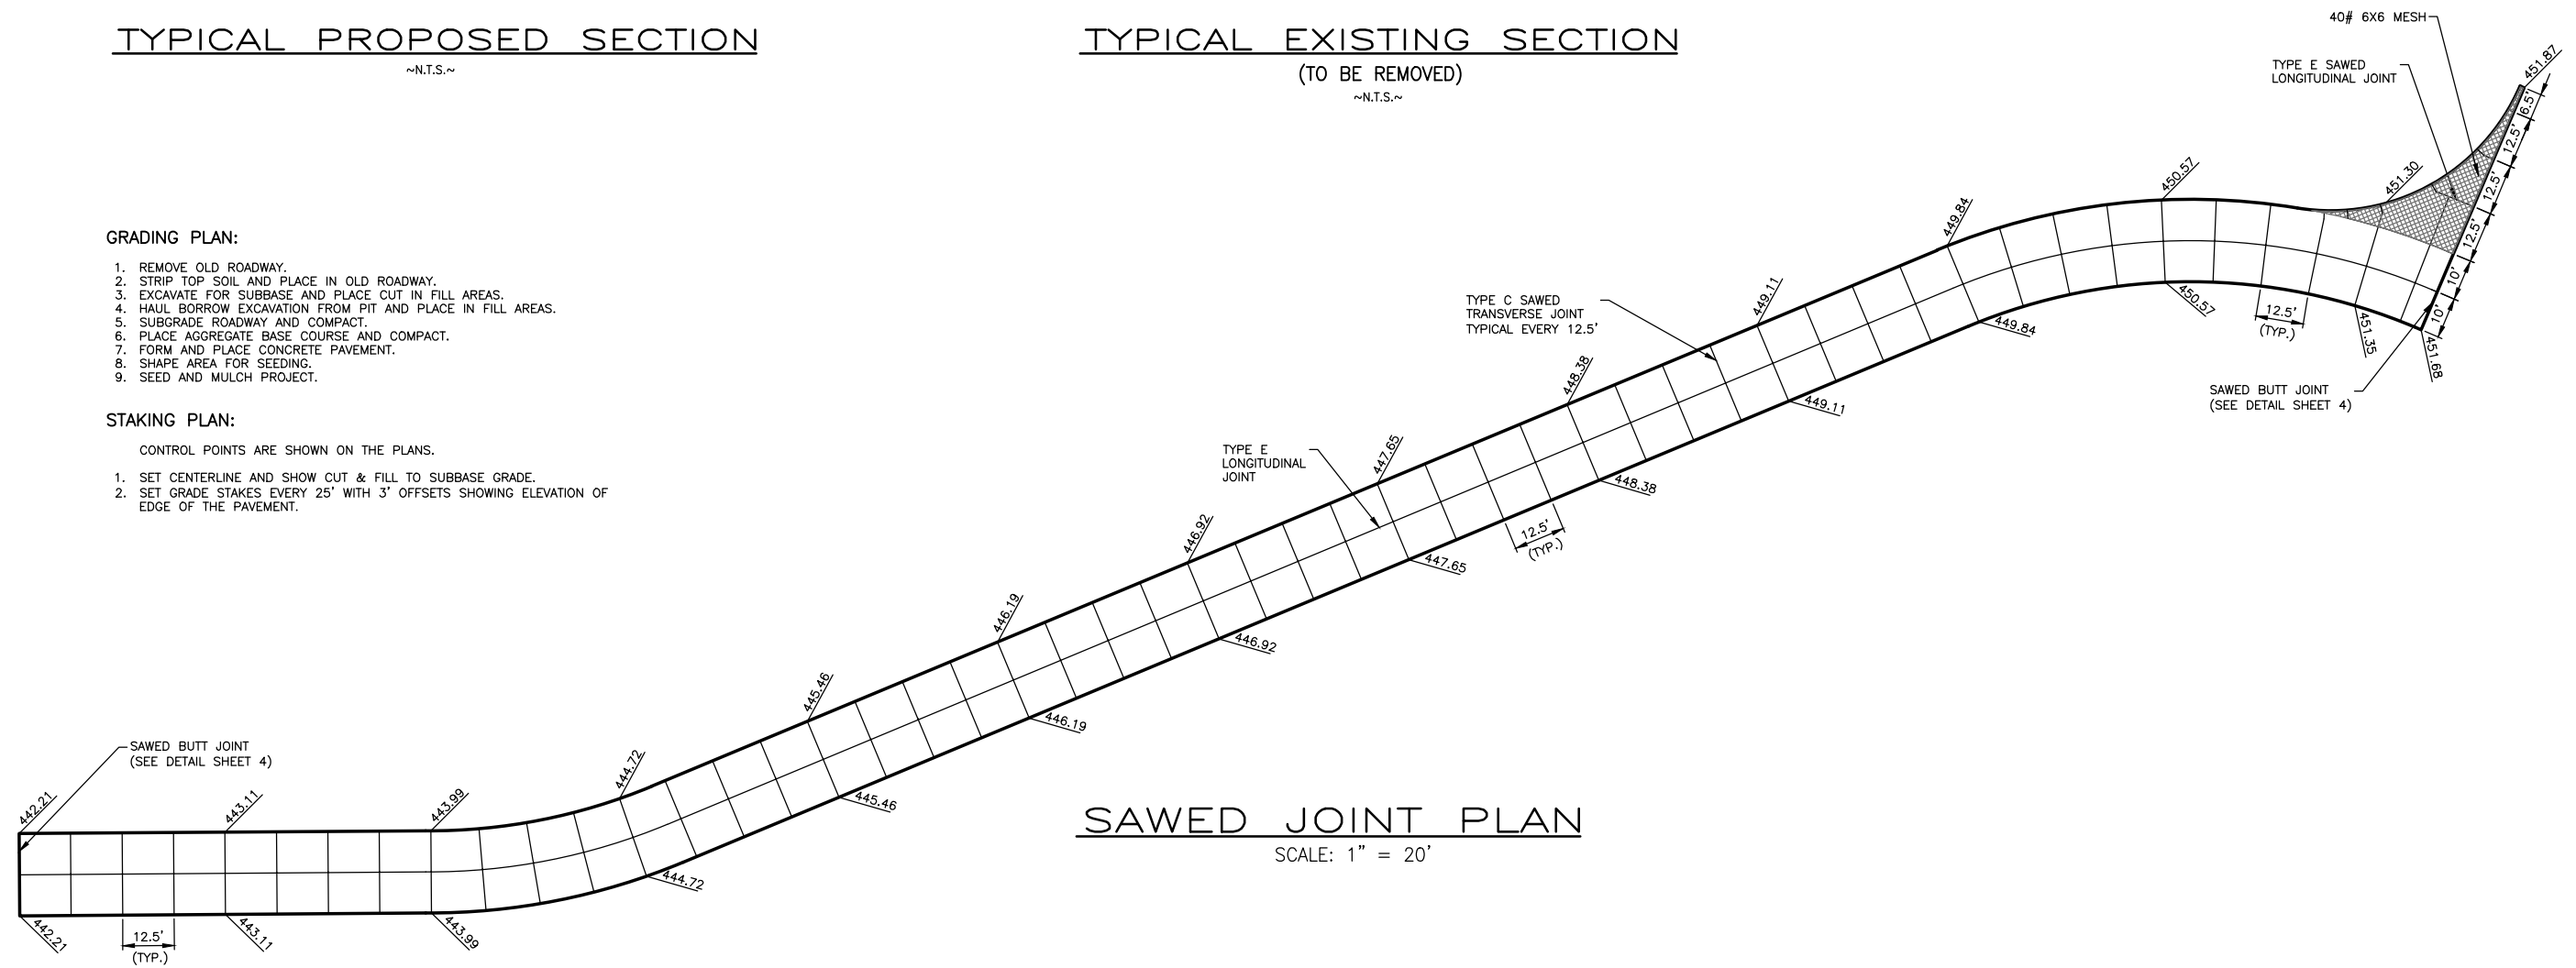 TYPICAL PROPOSED SECTION
~N.T.S.~
TYPICAL EXISTING SECTION
(TO BE REMOVED)
~N.T.S.~
GRADING PLAN:
1. REMOVE OLD ROADWAY.
2. STRIP TOP SOIL AND PLACE IN OLD ROADWAY.
3. EXCAVATE FOR SUBBASE AND PLACE CUT IN FILL AREAS.
4. HAUL BORROW EXCAVATION FROM PIT AND PLACE IN FILL AREAS.
5. SUBGRADE ROADWAY AND COMPACT.
6. PLACE AGGREGATE BASE COURSE AND COMPACT.
7. FORM AND PLACE CONCRETE PAVEMENT.
8. SHAPE AREA FOR SEEDING.
9. SEED AND MULCH PROJECT.
STAKING PLAN:
CONTROL POINTS ARE SHOWN ON THE PLANS.
1. SET CENTERLINE AND SHOW CUT & FILL TO SUBBASE GRADE.
2. SET GRADE STAKES EVERY 25' WITH 3' OFFSETS SHOWING ELEVATION OF
EDGE OF THE PAVEMENT.
SAWED BUTT JOINT
(SEE DETAIL SHEET 4)
442.21
443.11
443.99
444.72
445.46
446.19
446.92
447.65
448.38
449.11
449.84
450.57
451.30
451.87
442.21
12.5'
(TYP.)
443.11
443.99
444.72
445.46
446.19
446.92
447.65
448.38
12.5'
(TYP.)
449.11
449.84
450.57
12.5'
(TYP.)
451.35
451.68
TYPE E
LONGITUDINAL
JOINT
TYPE C SAWED
TRANSVERSE JOINT
TYPICAL EVERY 12.5'
40# 6X6 MESH
TYPE E SAWED
LONGITUDINAL JOINT
6.5'
12.5'
12.5'
12.5'
10'
10'
SAWED BUTT JOINT
(SEE DETAIL SHEET 4)
SAWED JOINT PLAN
SCALE: 1" = 20'